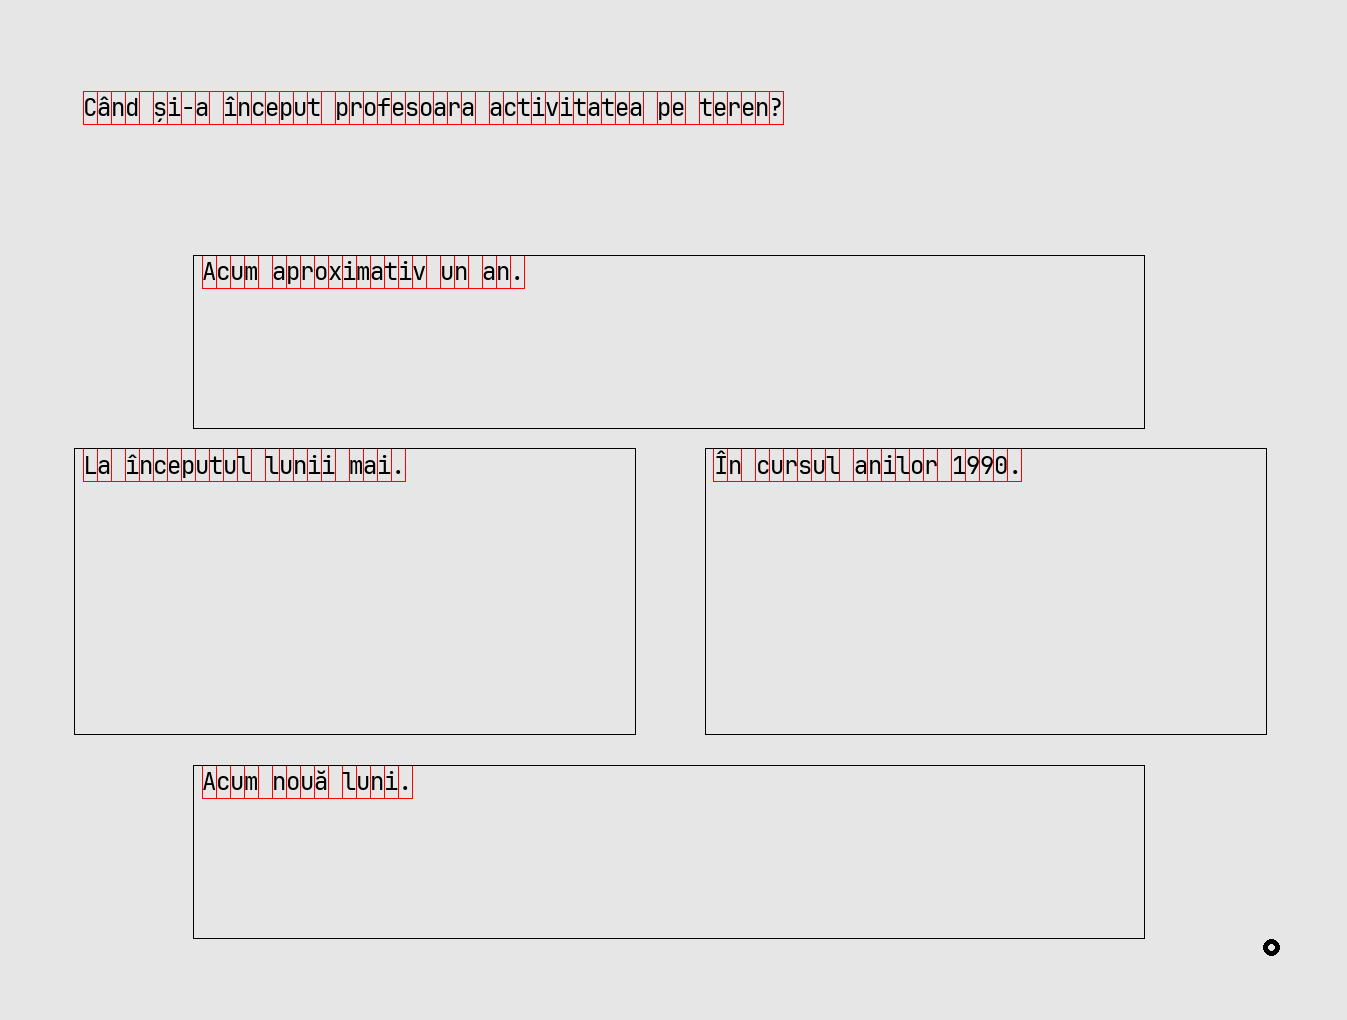 Când și-a început profesoara activitatea pe teren?
Acum aproximativ un an.
La începutul lunii mai.
În cursul anilor 1990.
Acum nouă luni.